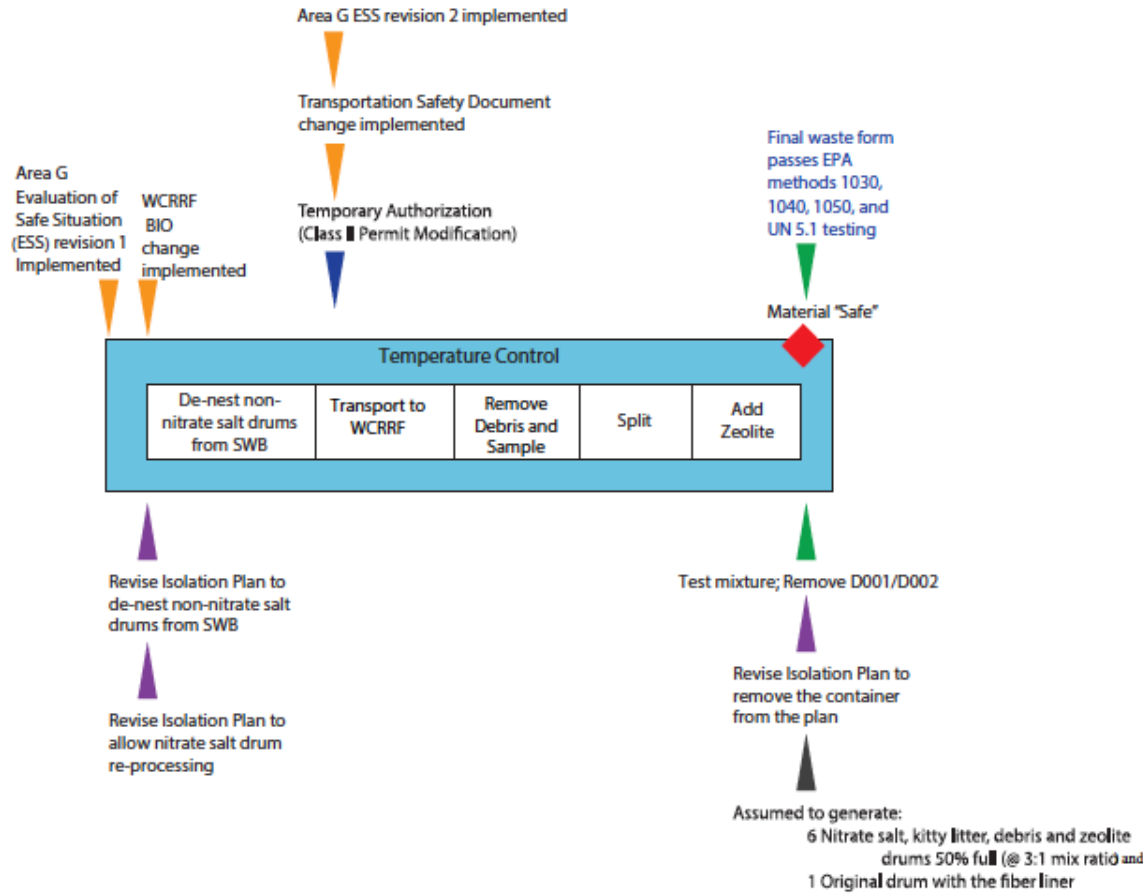 Area G ESS revision 2 implemented
Transportation Safety Document
change implemented
Temporary Authorization
(Class II Permit Modification)
Area G
Evaluation of
Safe Situation
(ESS) revision 1
Implemented
WCRRF
BIO
change
implemented
Final waste form
passes EPA
methods 1030,
1040, 1050, and
UN 5.1 testing
Material "Safe"
Temperature Control
De-nest non-
nitrate salt drums
from SWB
Transport to
WCRRF
Remove
Debris and
Sample
Split
Add
Zeolite
Revise Isolation Plan to
de-nest non-nitrate salt
drums from SWB
Revise Isolation Plan to
allow nitrate salt drum
re-processing
Test mixture; Remove D001/D002
Revise Isolation Plan to
remove the container
from the plan
Assumed to generate:
6 Nitrate salt, kitty litter, debris and zeolite
drums 50% full (@ 3:1 mix ratio) and
1 Original drum with the fiber liner